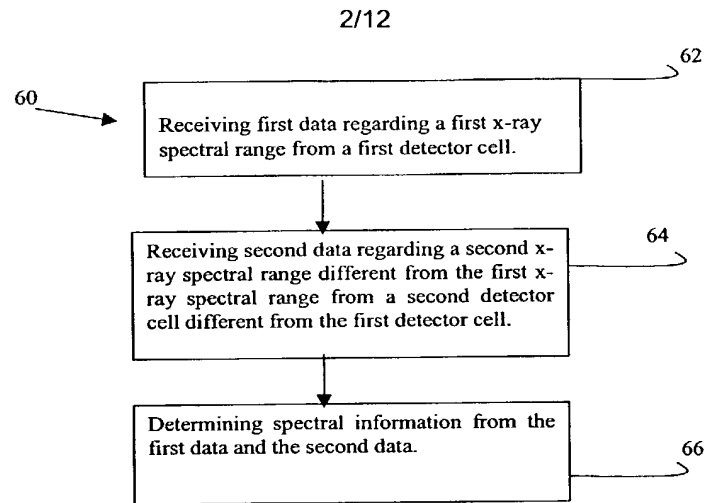 2/12
62
60
Receiving first data regarding a first x-ray
spectral range from a first detector cell.
64
Receiving second data regarding a second x-
ray spectral range different from the first x-
ray spectral range from a second detector
cell different from the first detector cell.
Determining spectral information from the
first data and the second data.
66